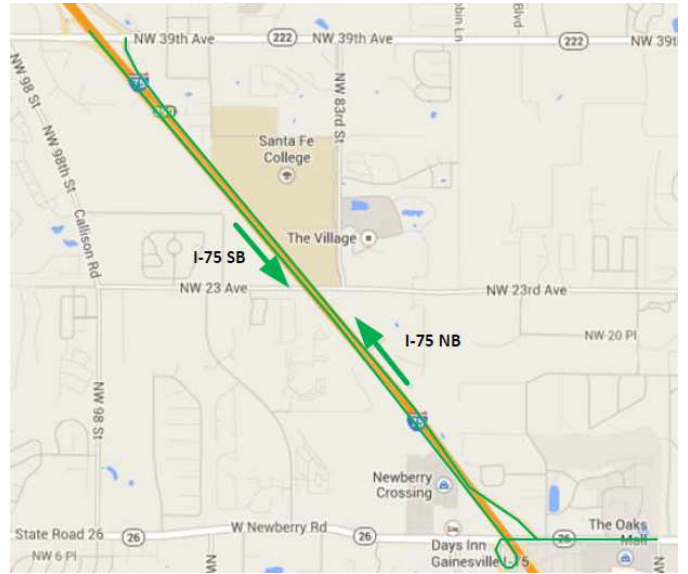 NW 39th Ave
222
NW 39th Ave
222
NW 39th
Blvd
NW 98 St
NW 98th St
Callison Rd
75
NW 83rd St
Santa Fe
College
The Village
I-75 SB
NW 23 Ave
NW 23rd Ave
I-75 NB
NW 20 Pl
NW 98 St
75
Newberry
Crossing
State Road 26
26
W Newberry Rd
26
26
The Oaks
Mall
NW 6 Pl
Days Inn
Gainesville I-75